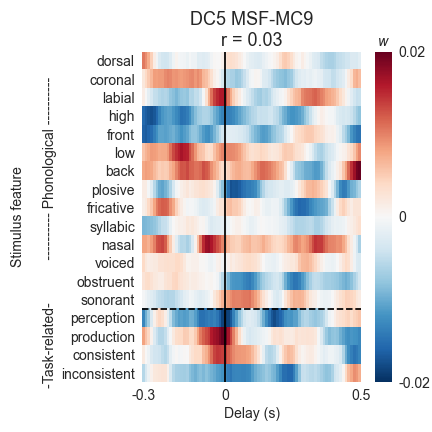 DC5 MSF-MC9
r = 0.03
w
Stimulus feature
-------- Phonological ----------
-Task-related-
dorsal
coronal
labial
high
front
low
back
plosive
fricative
syllabic
nasal
voiced
obstruent
sonorant
perception
production
consistent
inconsistent
0.02
0
-0.02
-0.3
0
0.5
Delay (s)